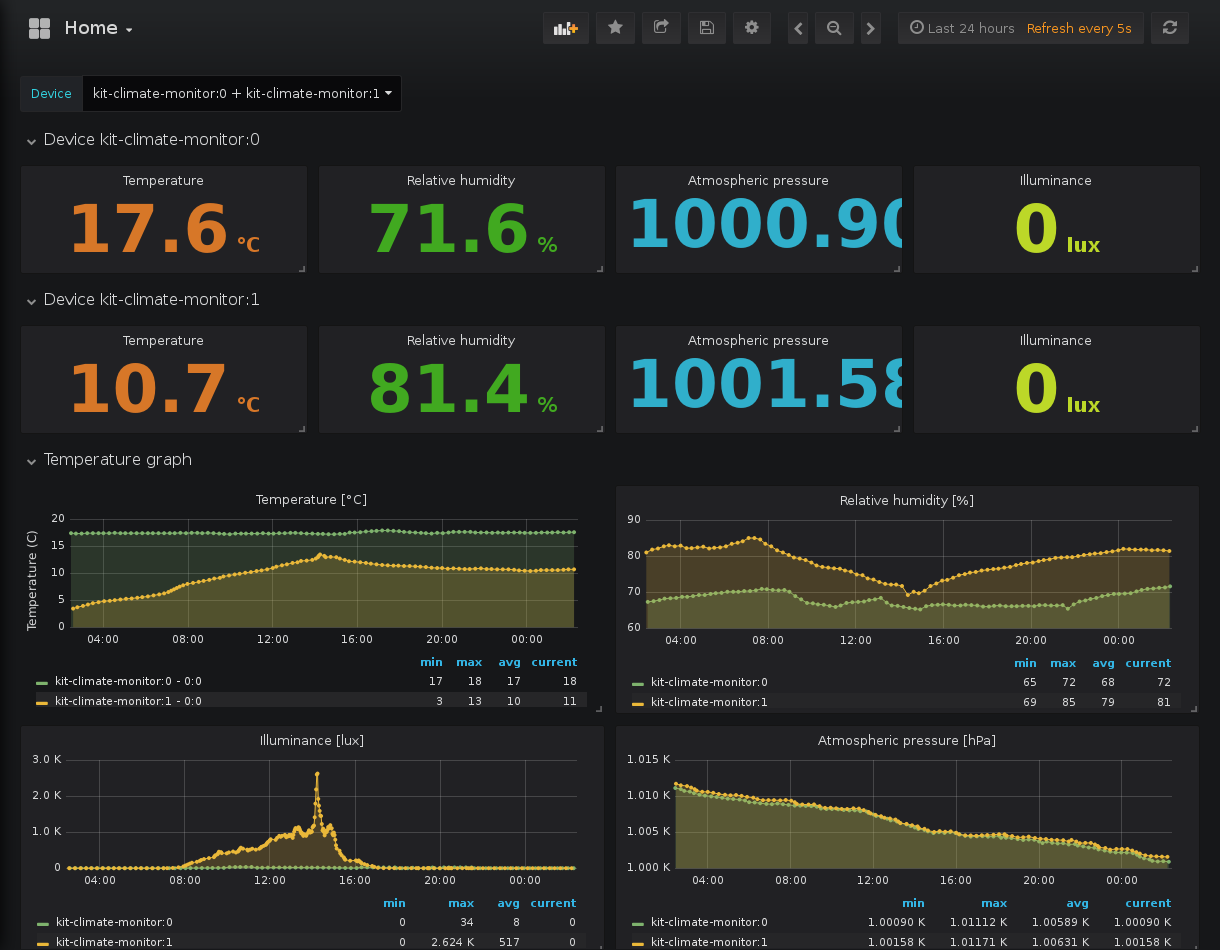 Home
Last 24 hours Refresh every 5s
Device kit-climate-monitor:0 + kit-climate-monitor:1
Device kit-climate-monitor:0
Temperature Relative humidity Atmospheric pressure Illuminance
17.6 °C 71.6 % 1000.90 0 lux
Device kit-climate-monitor:1
Temperature Relative humidity Atmospheric pressure Illuminance
10.7 °C 81.4 % 1001.58 0 lux
Temperature graph
Temperature [°C]
Temperature (C)
20
15
10
5
0
04:00 08:00 12:00 16:00 20:00 00:00
min max avg current
kit-climate-monitor:0 - 0:0 17 18 17 18
kit-climate-monitor:1 - 0:0 3 13 10 11
Relative humidity [%]
90
80
70
60
04:00 08:00 12:00 16:00 20:00 00:00
min max avg current
kit-climate-monitor:0 65 72 68 72
kit-climate-monitor:1 69 85 79 81
Illuminance [lux]
3.0 K
2.0 K
1.0 K
0
04:00 08:00 12:00 16:00 20:00 00:00
min max avg current
kit-climate-monitor:0 0 34 8 0
kit-climate-monitor:1 0 2.624 K 517 0
Atmospheric pressure [hPa]
1.015 K
1.010 K
1.005 K
1.000 K
04:00 08:00 12:00 16:00 20:00 00:00
min max avg current
kit-climate-monitor:0 1.00090 K 1.01112 K 1.00589 K 1.00090 K
kit-climate-monitor:1 1.00158 K 1.01171 K 1.00631 K 1.00158 K